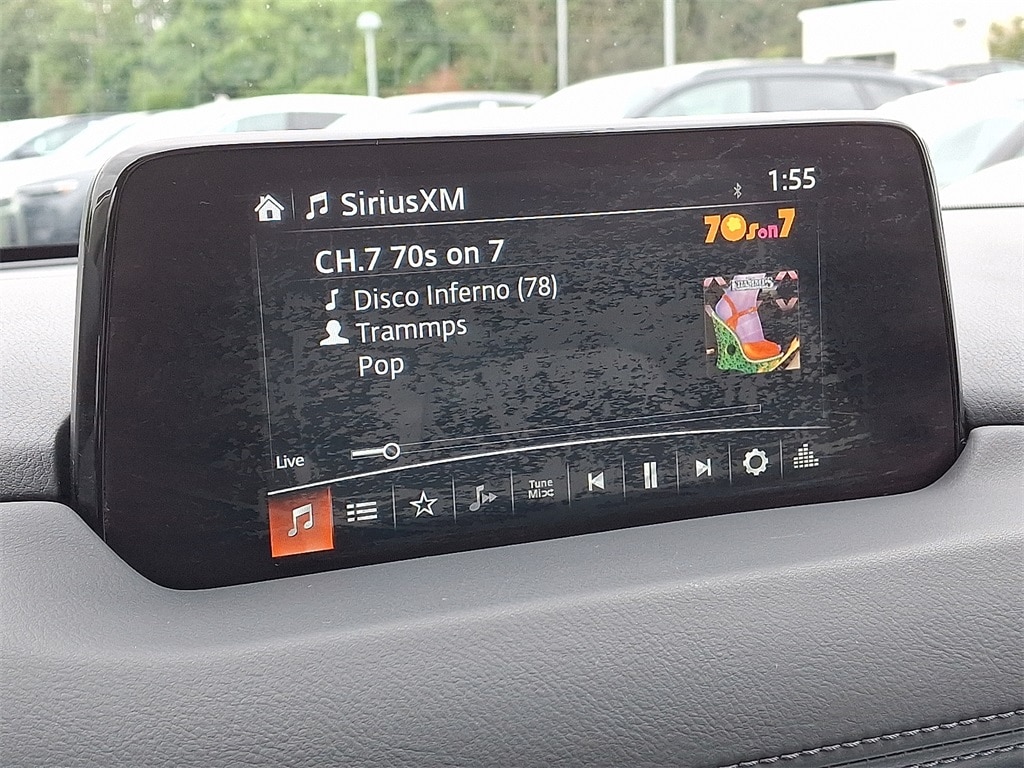 SiriusXM
1:55
70s on 7
CH.7 70s on 7
Disco Inferno (78)
Trammps
Pop
Live
Tune
Mix